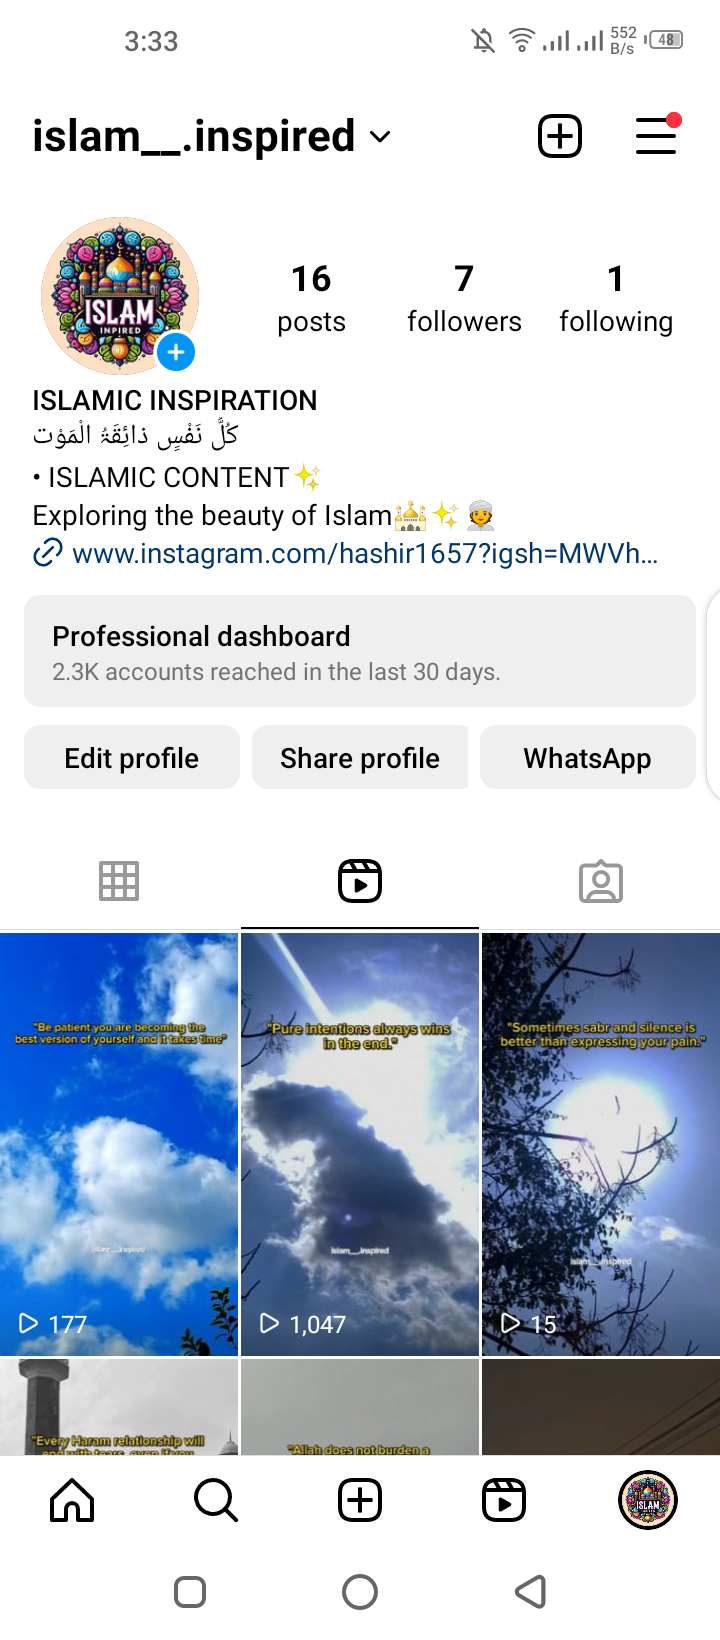 3:33
552
B/s
48
islam__.inspired
ISLAM
INPIRED
16
posts
7
followers
1
following
ISLAMIC INSPIRATION
كُلُّ نَفْسٍ ذائِقَةُ الْمَوْت
• ISLAMIC CONTENT✨
Exploring the beauty of Islam🕌✨👳
www.instagram.com/hashir1657?igsh=MWVh...
Professional dashboard
2.3K accounts reached in the last 30 days.
Edit profile
Share profile
WhatsApp
"Be patient you are becoming the
best version of yourself and it takes time"
islam__.inspired
177
"Pure intentions always wins
in the end."
islam__.inspired
1,047
"Sometimes sabr and silence is
better than expressing your pain."
islam__.inspired
15
"Every Haram relationship will
end with tears, even if you
"Allah does not burden a
ISLAM